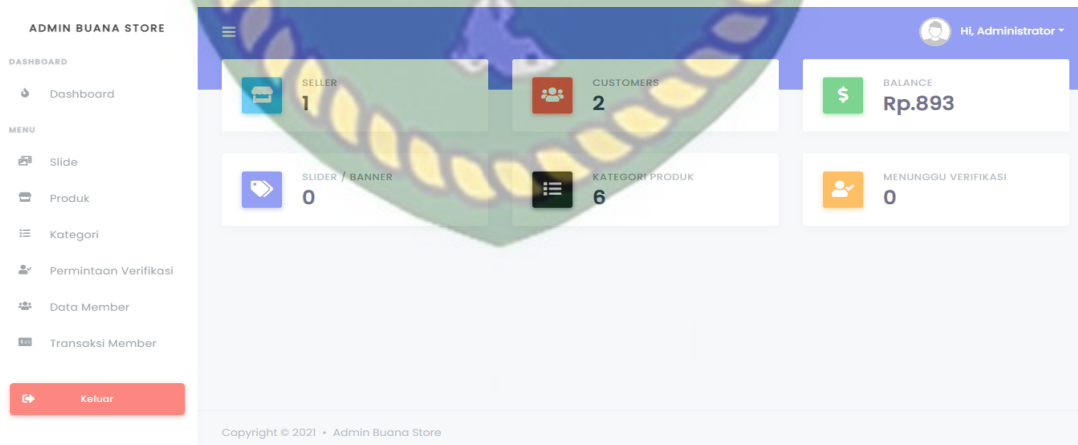 ADMIN BUANA STORE
Hi, Administrator
DASHBOARD
Dashboard
MENU
Slide
Produk
Kategori
Permintaan Verifikasi
Data Member
Transaksi Member
Keluar
SELLER
1
CUSTOMERS
2
BALANCE
Rp.893
SLIDER / BANNER
0
KATEGORI PRODUK
6
MENUNGGU VERIFIKASI
0
Copyright © 2021 • Admin Buana Store